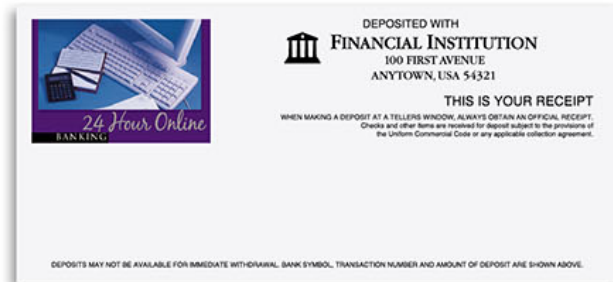 24 Hour Online
BANKING
DEPOSITED WITH
FINANCIAL INSTITUTION
100 FIRST AVENUE
ANYTOWN, USA 54321
THIS IS YOUR RECEIPT
WHEN MAKING A DEPOSIT AT A TELLERS WINDOW, ALWAYS OBTAIN AN OFFICIAL RECEIPT.
Checks and other items are received for deposit subject to the provisions of
the Uniform Commercial Code or any applicable collection agreement.
DEPOSITS MAY NOT BE AVAILABLE FOR IMMEDIATE WITHDRAWAL. BANK SYMBOL, TRANSACTION NUMBER AND AMOUNT OF DEPOSIT ARE SHOWN ABOVE.